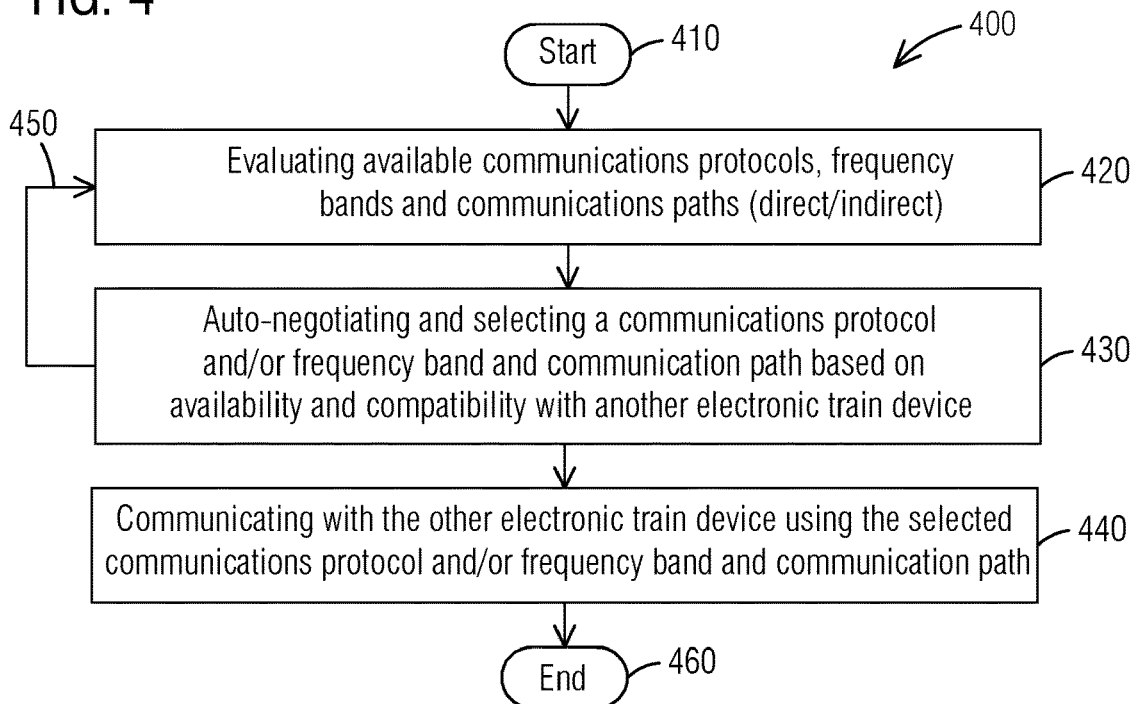 FIG. 4
400
Start
410
450
Evaluating available communications protocols, frequency
bands and communications paths (direct/indirect)
420
Auto-negotiating and selecting a communications protocol
and/or frequency band and communication path based on
availability and compatibility with another electronic train device
430
Communicating with the other electronic train device using the selected
communications protocol and/or frequency band and communication path
440
End
460